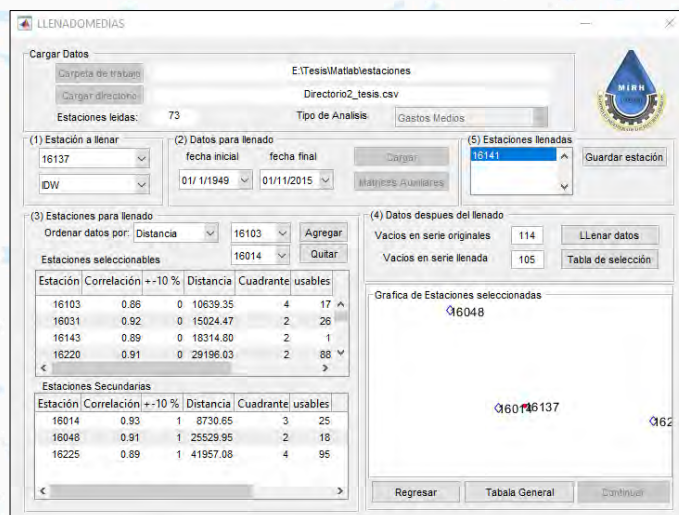 LLENADOMEDIAS
Cargar Datos
Carpeta de trabajo E:\Tesis\Matlab\estaciones
Cargar directorio Directorio2_tesis.csv
Estaciones leidas: 73 Tipo de Analisis Gastos Medios
MIRH
(1) Estación a llenar
16137
IDW
(2) Datos para llenado
fecha inicial fecha final
01/ 1/1949 01/11/2015
Cargar
Matrices Auxiliares
(5) Estaciones llenadas
16141
Guardar estación
(3) Estaciones para llenado
Ordenar datos por: Distancia 16103 Agregar
16014 Quitar
Estaciones seleccionables
Estación Correlación +-10 % Distancia Cuadrante usables
16103 0.86 0 10639.35 4 17
16031 0.92 0 15024.47 2 26
16143 0.89 0 18314.80 2 1
16220 0.91 0 29196.03 2 88
Estaciones Secundarias
Estación Correlación +-10 % Distancia Cuadrante usables
16014 0.93 1 8730.65 3 25
16048 0.91 1 25529.95 2 18
16225 0.89 1 41957.08 4 95
(4) Datos despues del llenado
Vacios en serie originales 114 LLenar datos
Vacios en serie llenada 105 Tabla de selección
Grafica de Estaciones seleccionadas
16048
16014 16137
162
Regresar Tabala General Continuar